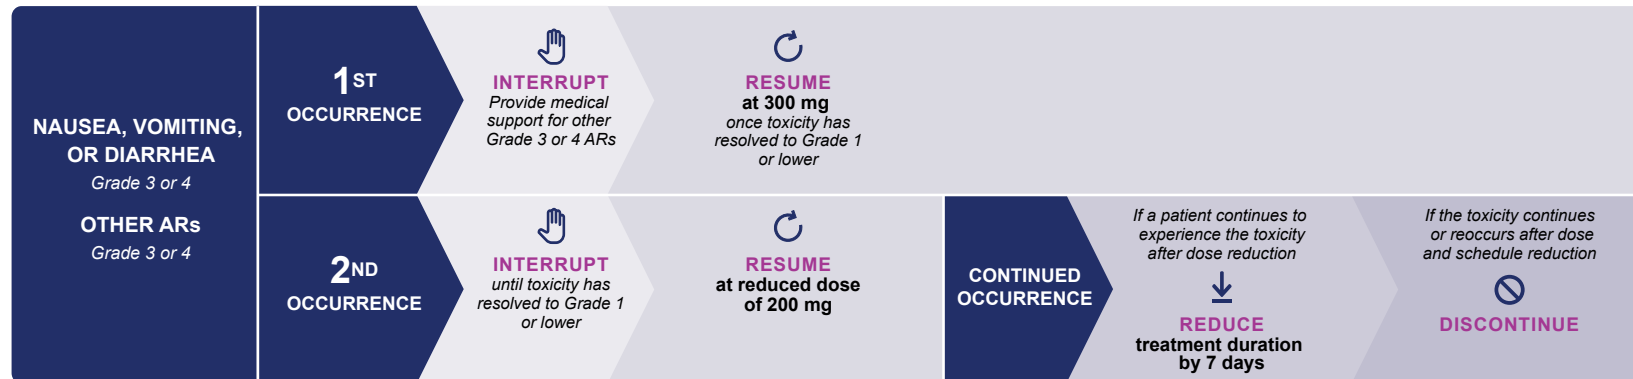 NAUSEA, VOMITING,
OR DIARRHEA
Grade 3 or 4
OTHER ARs
Grade 3 or 4
1ST
OCCURRENCE
INTERRUPT
Provide medical
support for other
Grade 3 or 4 ARs
RESUME
at 300 mg
once toxicity has
resolved to Grade 1
or lower
2ND
OCCURRENCE
INTERRUPT
until toxicity has
resolved to Grade 1
or lower
RESUME
at reduced dose
of 200 mg
CONTINUED
OCCURRENCE
If a patient continues to
experience the toxicity
after dose reduction
REDUCE
treatment duration
by 7 days
If the toxicity continues
or reoccurs after dose
and schedule reduction
DISCONTINUE